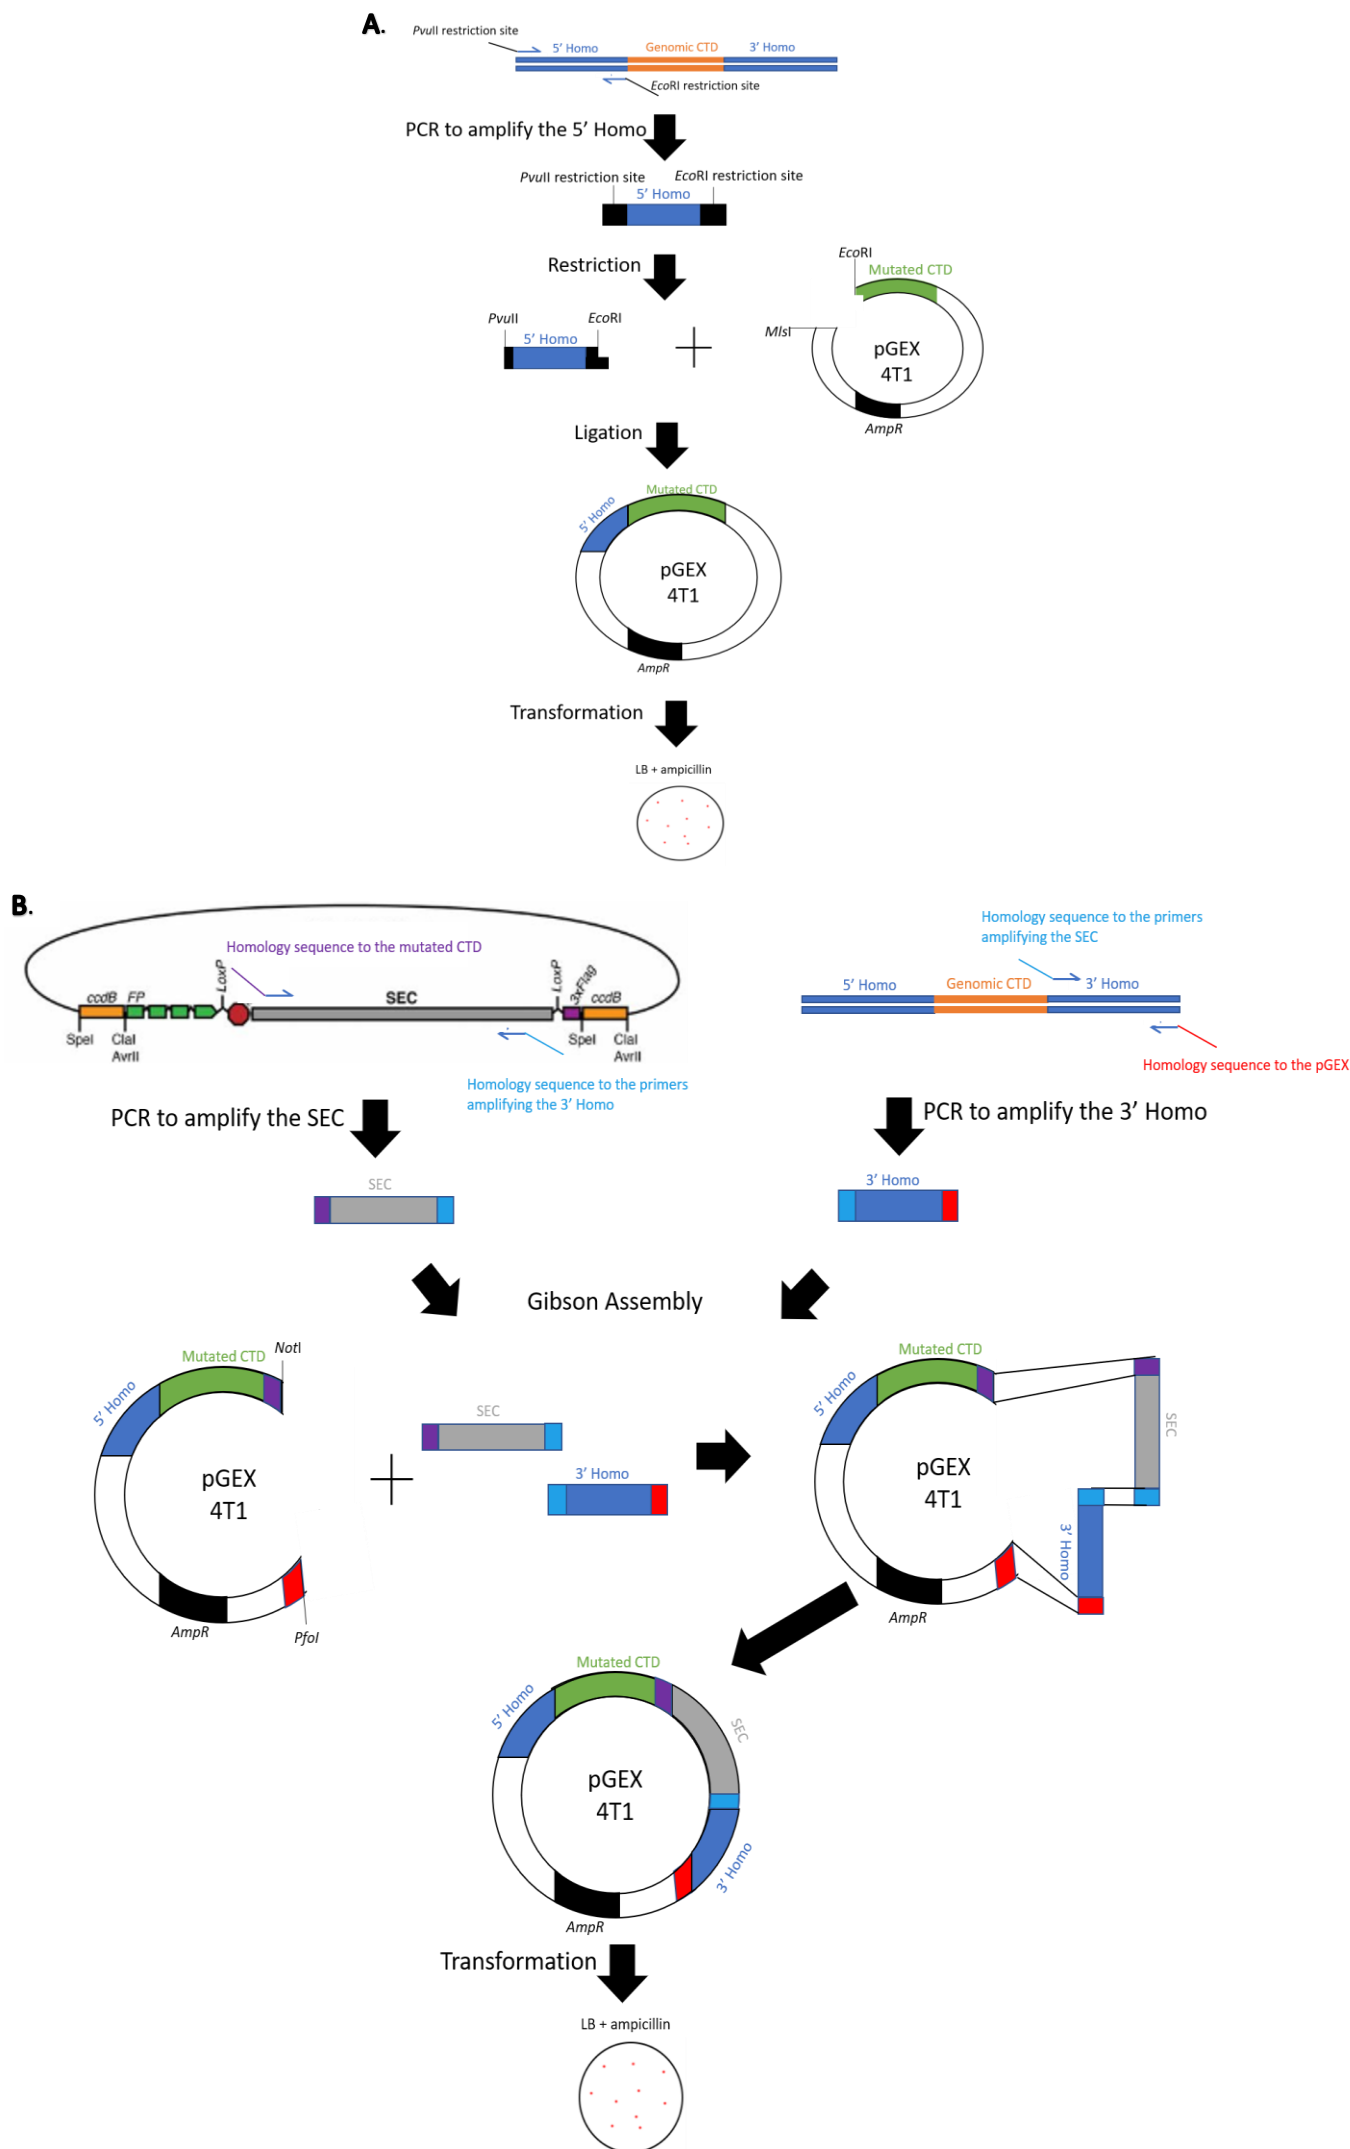 A.
PvuII restriction site
5' Homo
Genomic CTD
3' Homo
EcoRI restriction site
PCR to amplify the 5' Homo
PvuII restriction site
EcoRI restriction site
5' Homo
Restriction
EcoRI
Mutated CTD
PvuII
EcoRI
5' Homo
MlsI
pGEX
4T1
AmpR
Ligation
Mutated CTD
5' Homo
pGEX
4T1
AmpR
Transformation
LB + ampicillin
B.
Homology sequence to the mutated CTD
ccdB
FP
LoxP
SEC
LoxP
3xFlag
ccdB
SpeI
ClaI
AvrII
SpeI
ClaI
AvrII
Homology sequence to the primers
amplifying the 3' Homo
Homology sequence to the primers
amplifying the SEC
5' Homo
Genomic CTD
3' Homo
Homology sequence to the pGEX
PCR to amplify the SEC
PCR to amplify the 3' Homo
SEC
3' Homo
Gibson Assembly
Mutated CTD
NotI
5' Homo
pGEX
4T1
AmpR
PfoI
SEC
3' Homo
Mutated CTD
5' Homo
pGEX
4T1
AmpR
SEC
3' Homo
Mutated CTD
5' Homo
SEC
pGEX
4T1
3' Homo
AmpR
Transformation
LB + ampicillin